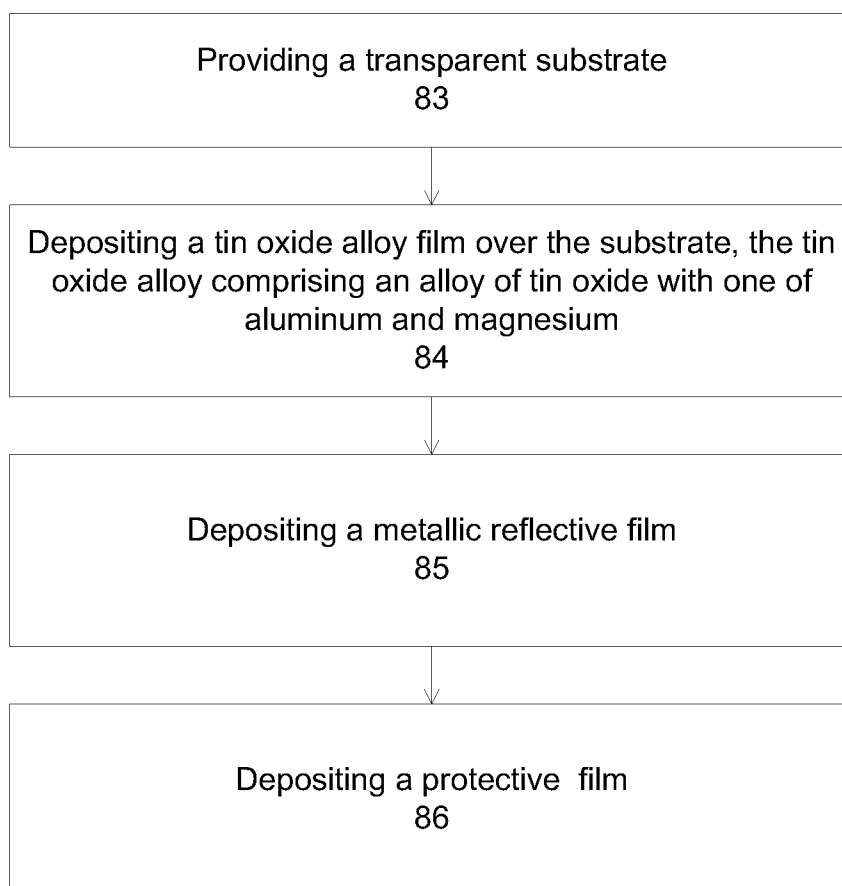 Providing a transparent substrate
83
Depositing a tin oxide alloy film over the substrate, the tin
oxide alloy comprising an alloy of tin oxide with one of
aluminum and magnesium
84
Depositing a metallic reflective film
85
Depositing a protective film
86